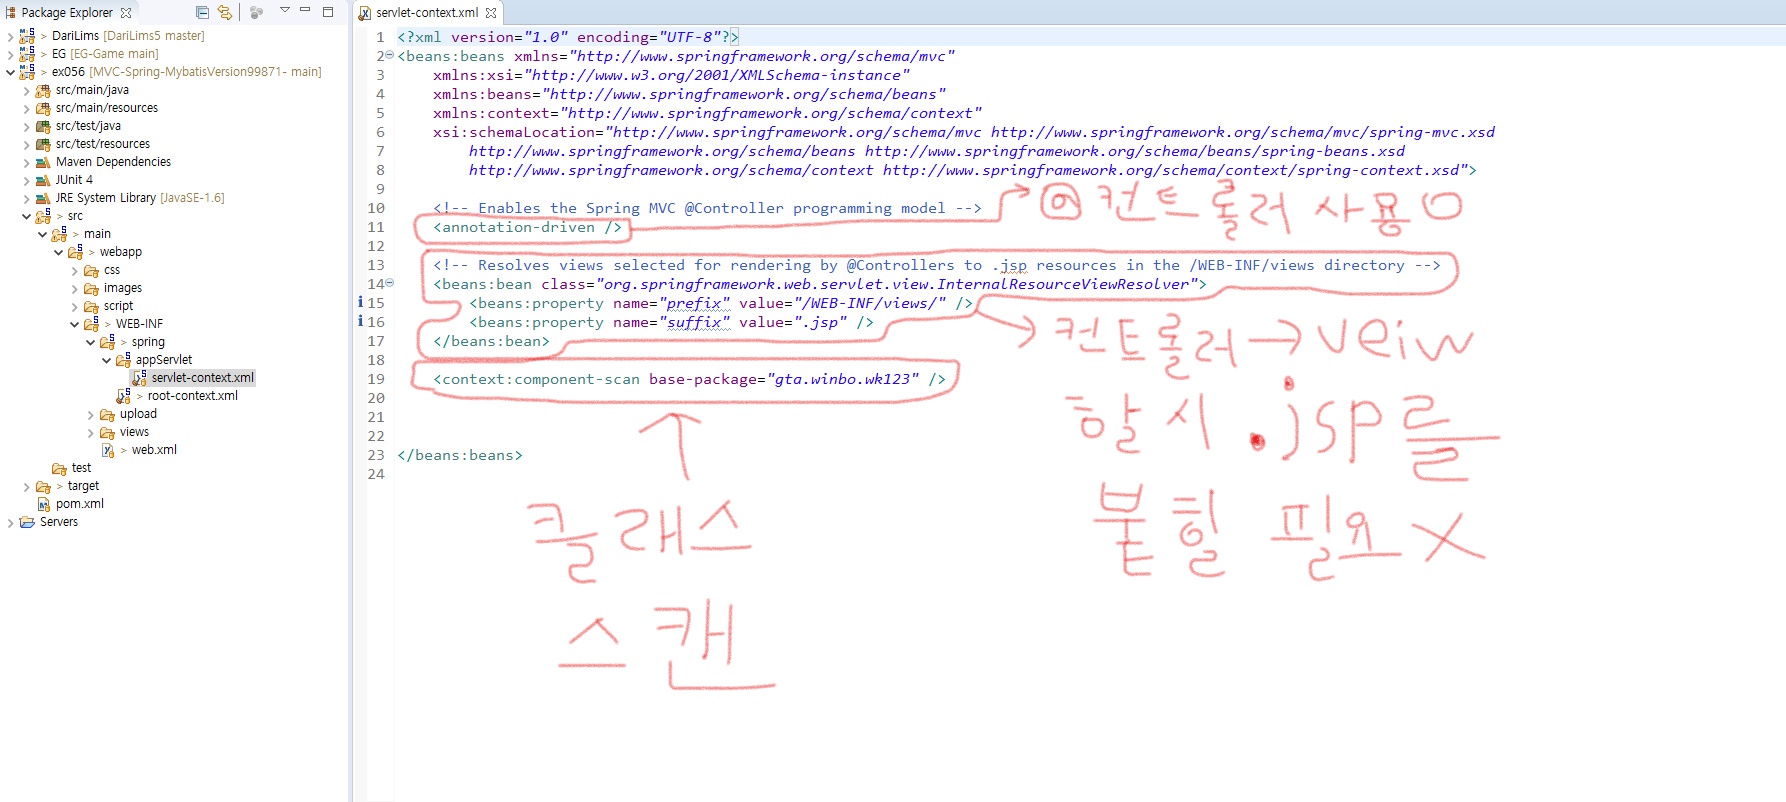 Package Explorer
DariLims [DariLims5 master]
EG [EG-Game main]
ex056 [MVC-Spring-MybatisVersion99871- main]
src/main/java
src/main/resources
src/test/java
src/test/resources
Maven Dependencies
JUnit 4
JRE System Library [JavaSE-1.6]
src
main
webapp
css
images
script
WEB-INF
spring
appServlet
servlet-context.xml
root-context.xml
upload
views
web.xml
test
target
pom.xml
Servers
servlet-context.xml
1 <?xml version="1.0" encoding="UTF-8"?>
2 <beans:beans xmlns="http://www.springframework.org/schema/mvc"
3 xmlns:xsi="http://www.w3.org/2001/XMLSchema-instance"
4 xmlns:beans="http://www.springframework.org/schema/beans"
5 xmlns:context="http://www.springframework.org/schema/context"
6 xsi:schemaLocation="http://www.springframework.org/schema/mvc http://www.springframework.org/schema/mvc/spring-mvc.xsd
7 http://www.springframework.org/schema/beans http://www.springframework.org/schema/beans/spring-beans.xsd
8 http://www.springframework.org/schema/context http://www.springframework.org/schema/context/spring-context.xsd">
9
10 <!-- Enables the Spring MVC @Controller programming model -->
11 <annotation-driven />
12
13 <!-- Resolves views selected for rendering by @Controllers to .jsp resources in the /WEB-INF/views directory -->
14 <beans:bean class="org.springframework.web.servlet.view.InternalResourceViewResolver">
15 <beans:property name="prefix" value="/WEB-INF/views/" />
16 <beans:property name="suffix" value=".jsp" />
17 </beans:bean>
18
19 <context:component-scan base-package="gta.winbo.wk123" />
20
21
22
23 </beans:beans>
24
@ 컨트롤러 사용 O
컨트롤러 → veiw
할시 .jsp를
붙힐 필요 X
클래스
스캔